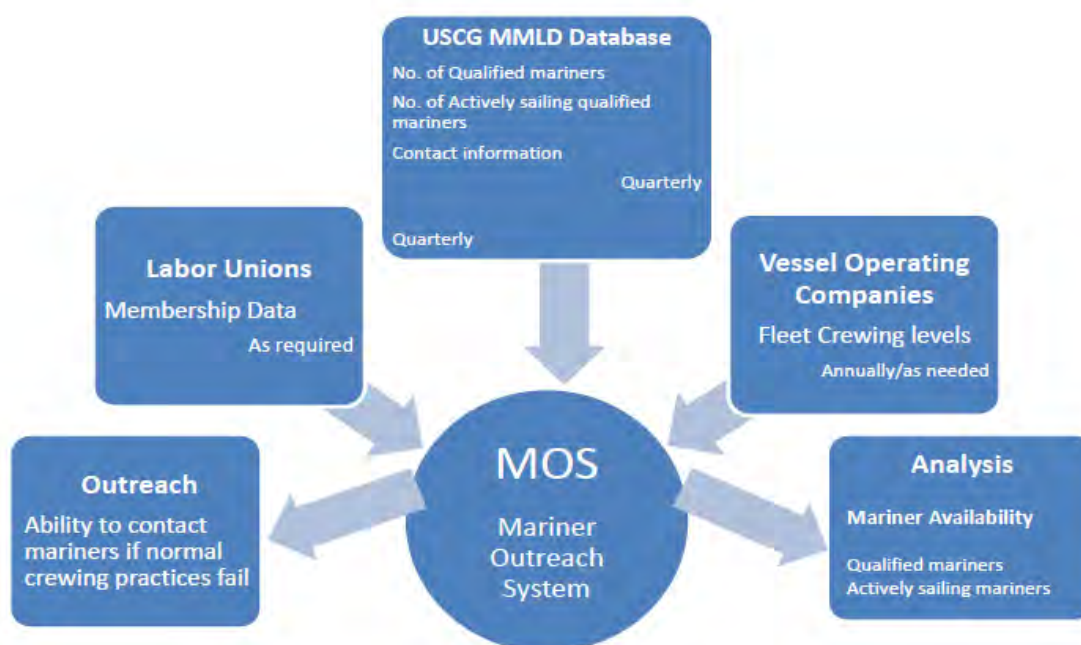 USCG MMLD Database
No. of Qualified mariners
No. of Actively sailing qualified
mariners
Contact information
Quarterly
Quarterly
Labor Unions
Membership Data
As required
Vessel Operating
Companies
Fleet Crewing levels
Annually/as needed
MOS
Mariner
Outreach
System
Outreach
Ability to contact
mariners if normal
crewing practices fail
Analysis
Mariner Availability
Qualified mariners
Actively sailing mariners